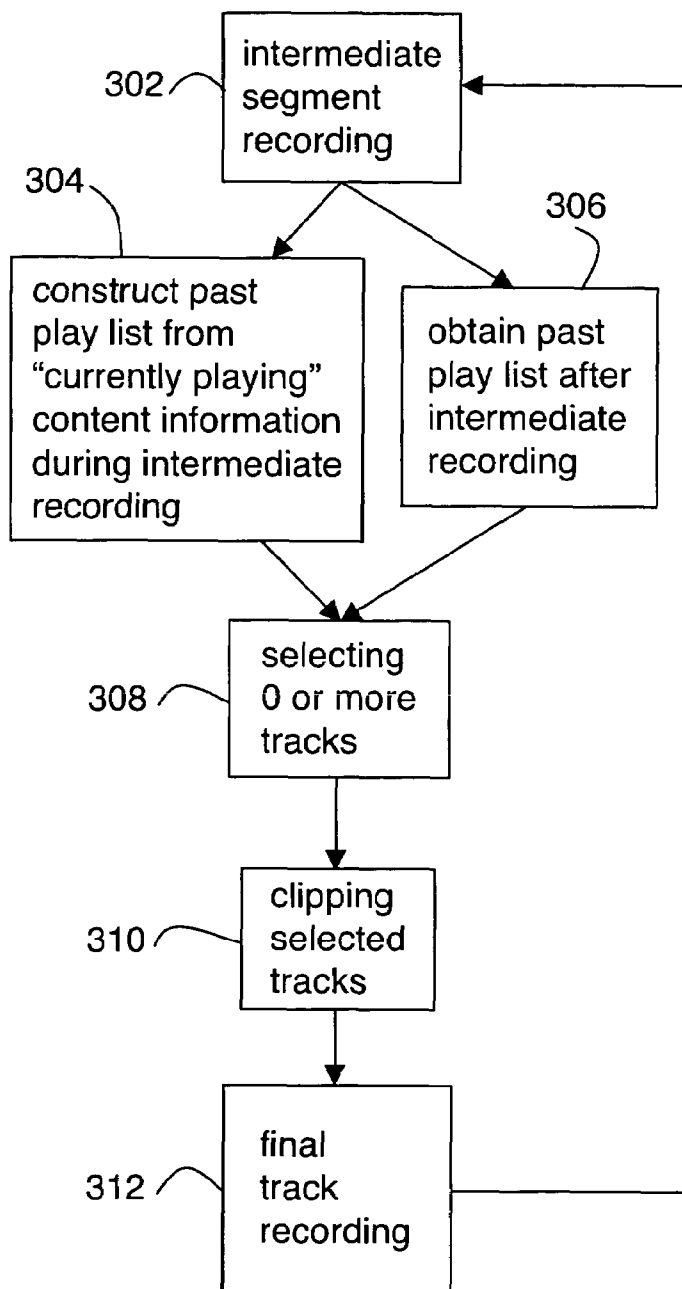 302
intermediate
segment
recording
304
construct past
play list from
“currently playing”
content information
during intermediate
recording
306
obtain past
play list after
intermediate
recording
308
selecting
0 or more
tracks
310
clipping
selected
tracks
312
final
track
recording